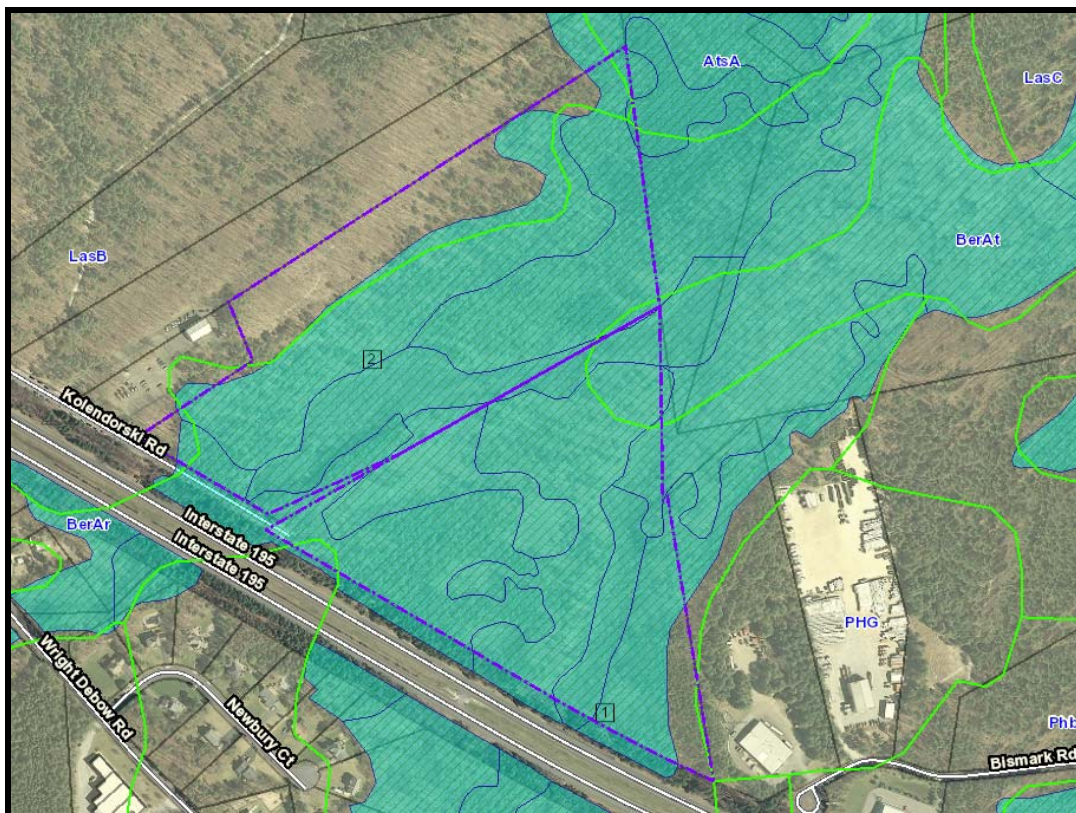 AtsA
LasC
BerAt
LasB
2
Kolendorski Rd
BerAr
Interstate 195
Interstate 195
PHG
Wright Debow Rd
Newbury Ct
1
Phb
Bismark Rd